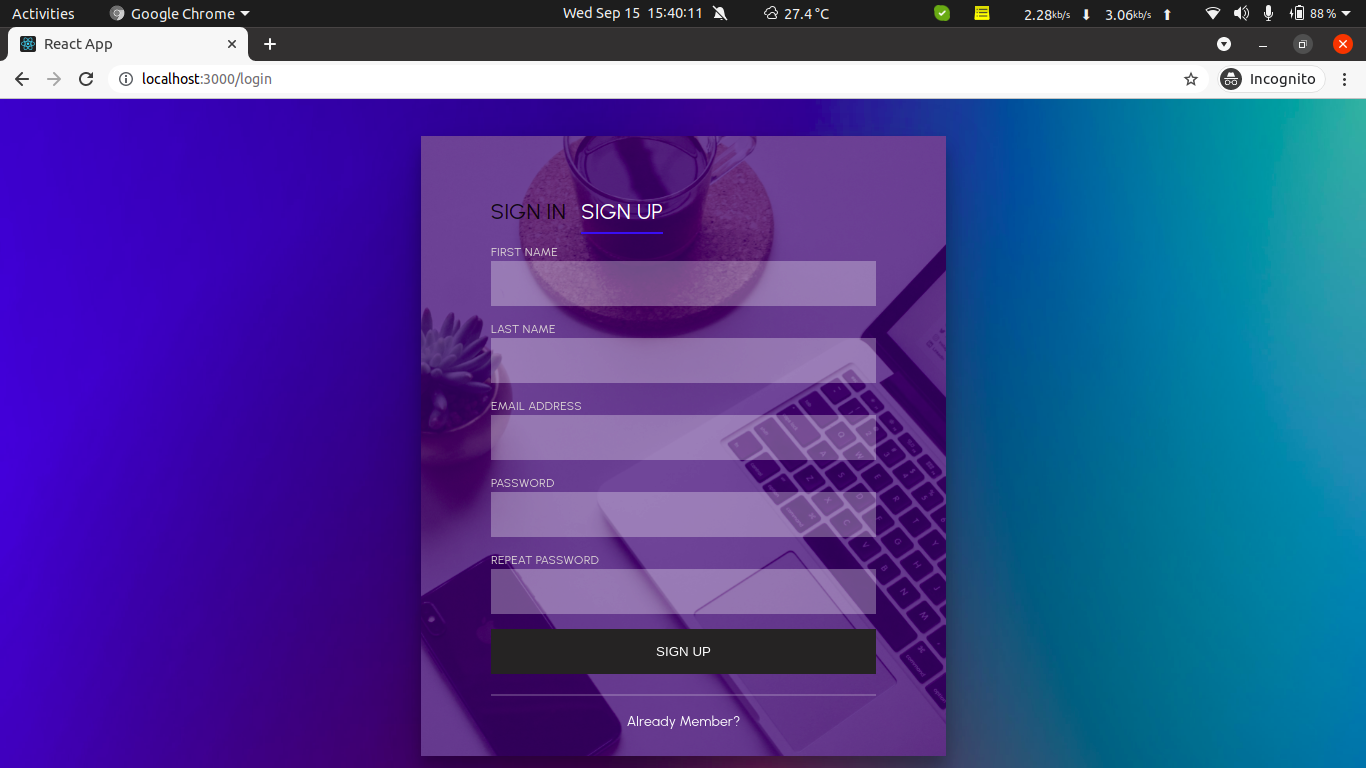 Activities Google Chrome Wed Sep 15 15:40:11 27.4 °C 2.28kb/s 3.06kb/s 88 %
React App
localhost:3000/login Incognito
SIGN IN SIGN UP
FIRST NAME
LAST NAME
EMAIL ADDRESS
PASSWORD
REPEAT PASSWORD
SIGN UP
Already Member?